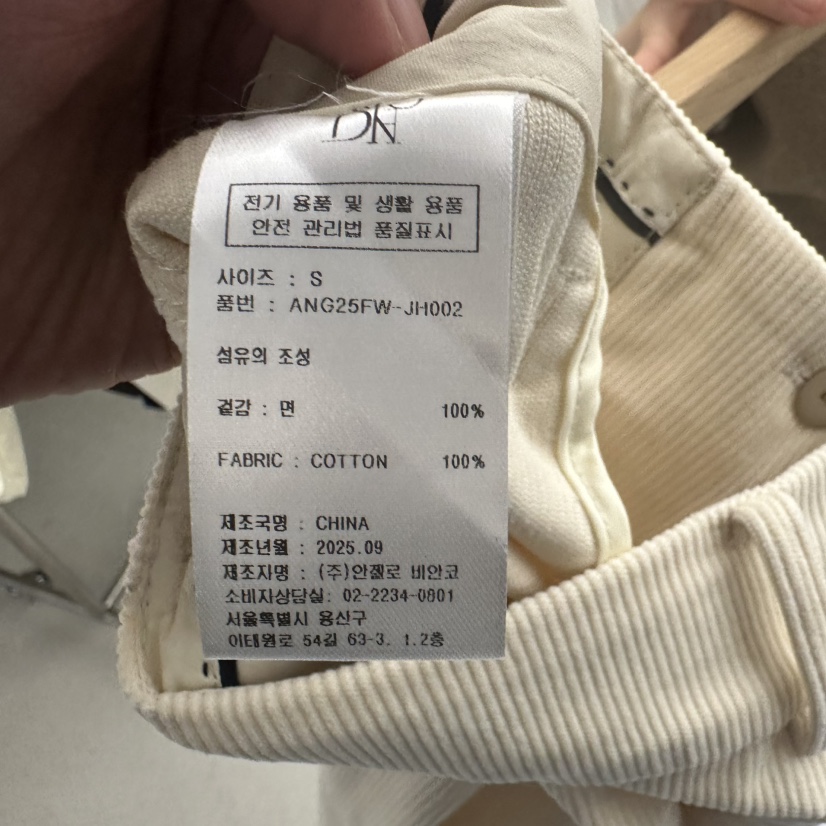 전기 용품 및 생활 용품
안전 관리법 품질표시
사이즈 : S
품번 : ANG25FW-JH002
섬유의 조성
겉감 : 면 100%
FABRIC : COTTON 100%
제조국명 : CHINA
제조년월 : 2025.09
제조자명 : (주)안젤로 비안코
소비자상담실: 02-2234-0801
서울특별시 용산구
이태원로 54길 63-3. 1.2층